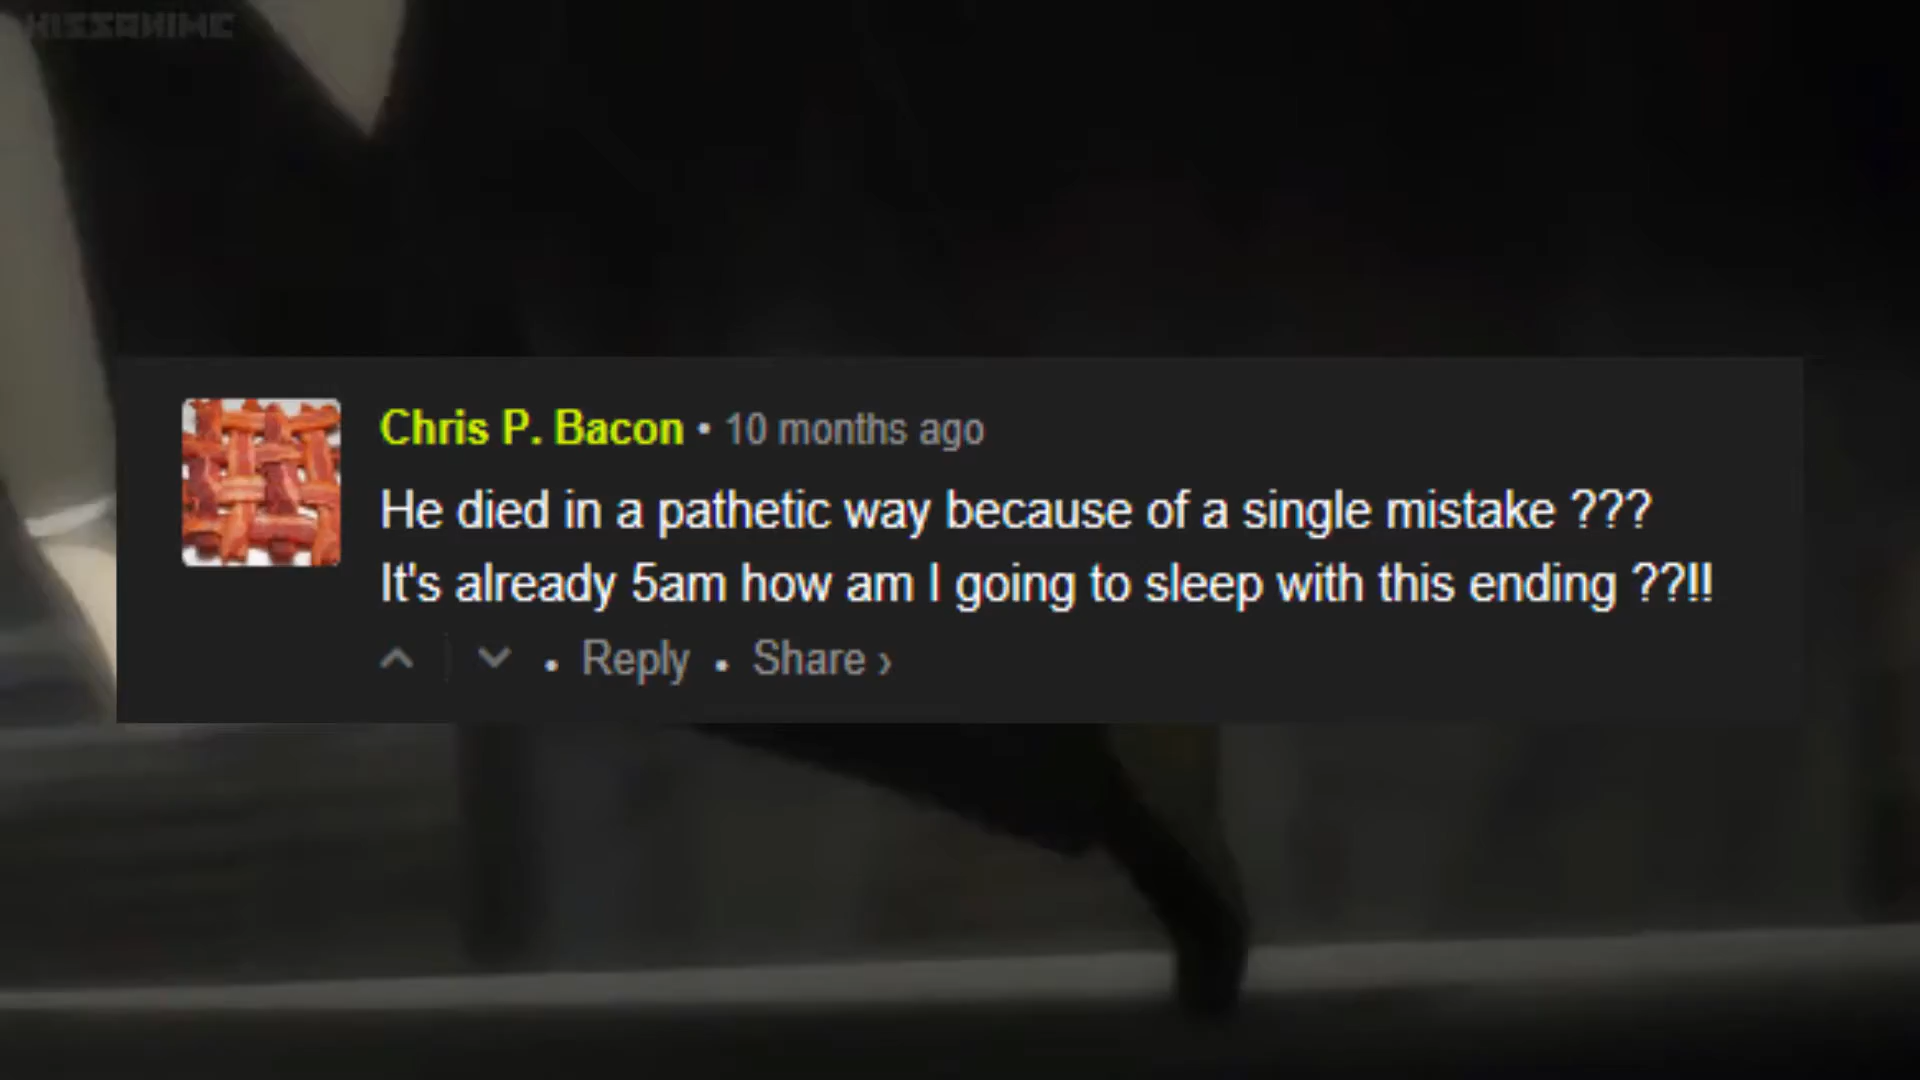 KISSANIME
Chris P. Bacon • 10 months ago
He died in a pathetic way because of a single mistake ???
It's already 5am how am I going to sleep with this ending ??!!
• Reply • Share ›